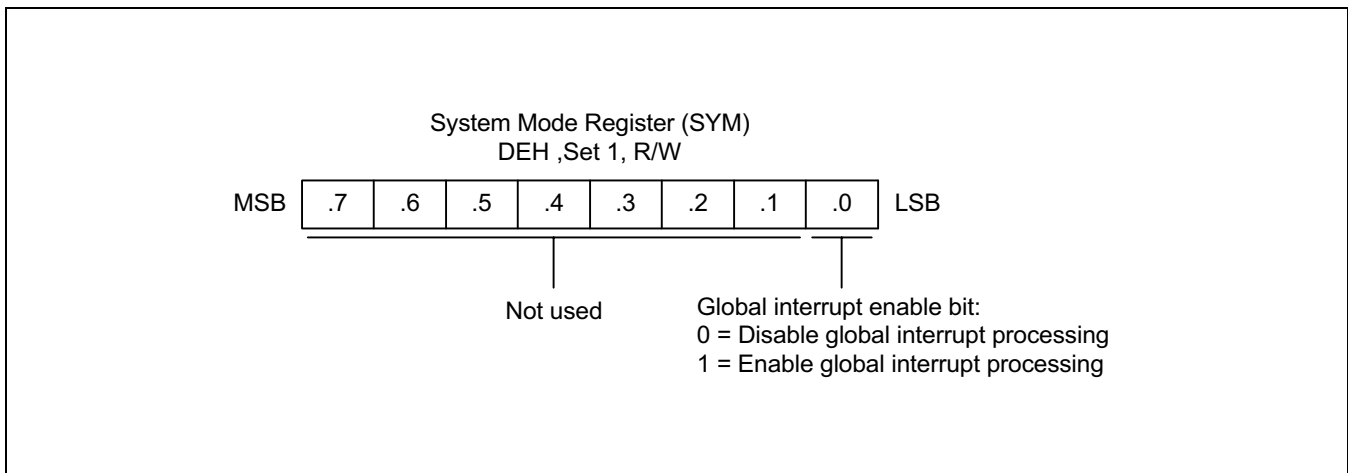 System Mode Register (SYM)
DEH ,Set 1, R/W
MSB .7 .6 .5 .4 .3 .2 .1 .0 LSB
Not used
Global interrupt enable bit:
0 = Disable global interrupt processing
1 = Enable global interrupt processing